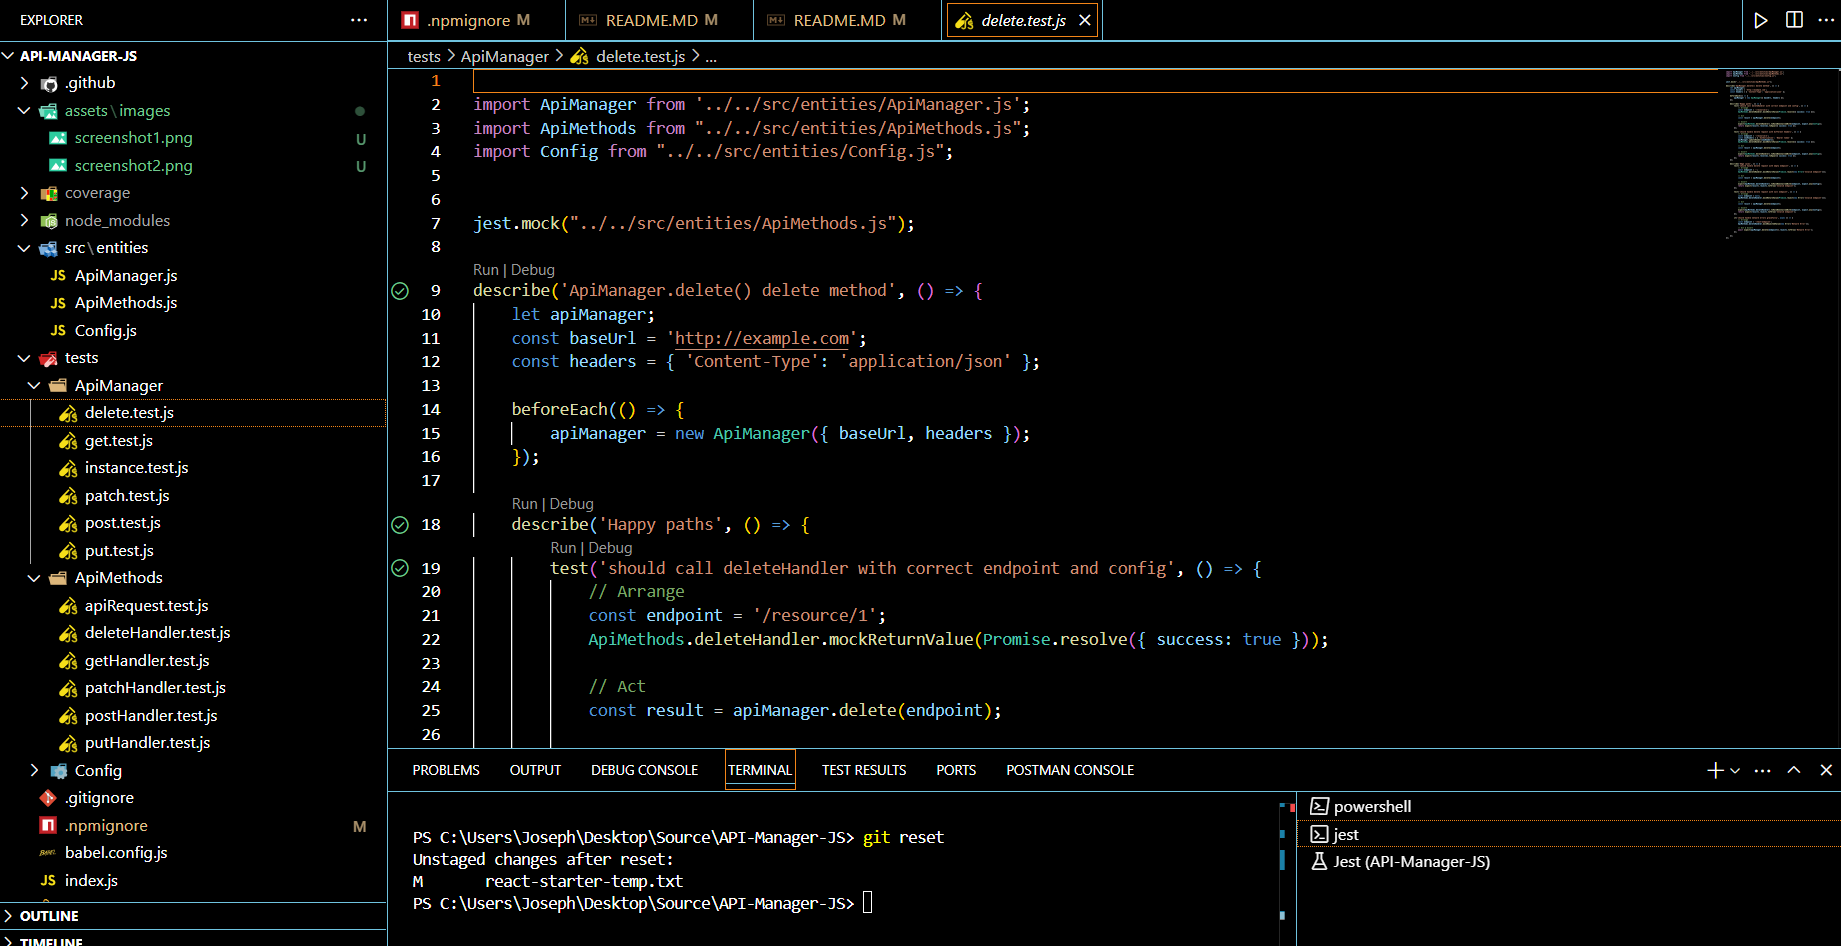 EXPLORER
API-MANAGER-JS
.github
assets\images
screenshot1.png U
screenshot2.png U
coverage
node_modules
src\entities
JS ApiManager.js
JS ApiMethods.js
JS Config.js
tests
ApiManager
delete.test.js
get.test.js
instance.test.js
patch.test.js
post.test.js
put.test.js
ApiMethods
apiRequest.test.js
deleteHandler.test.js
getHandler.test.js
patchHandler.test.js
postHandler.test.js
putHandler.test.js
Config
.gitignore
.npmignore M
babel.config.js
JS index.js
OUTLINE
TIMELINE
.npmignore M
README.MD M
README.MD M
delete.test.js
tests > ApiManager > delete.test.js > ...
1
2 import ApiManager from '../../src/entities/ApiManager.js';
3 import ApiMethods from "../../src/entities/ApiMethods.js";
4 import Config from "../../src/entities/Config.js";
5
6
7 jest.mock("../../src/entities/ApiMethods.js");
8
Run | Debug
9 describe('ApiManager.delete() delete method', () => {
10 let apiManager;
11 const baseUrl = 'http://example.com';
12 const headers = { 'Content-Type': 'application/json' };
13
14 beforeEach(() => {
15 apiManager = new ApiManager({ baseUrl, headers });
16 });
17
Run | Debug
18 describe('Happy paths', () => {
Run | Debug
19 test('should call deleteHandler with correct endpoint and config', () => {
20 // Arrange
21 const endpoint = '/resource/1';
22 ApiMethods.deleteHandler.mockReturnValue(Promise.resolve({ success: true }));
23
24 // Act
25 const result = apiManager.delete(endpoint);
26
PROBLEMS OUTPUT DEBUG CONSOLE TERMINAL TEST RESULTS PORTS POSTMAN CONSOLE
PS C:\Users\Joseph\Desktop\Source\API-Manager-JS> git reset
Unstaged changes after reset:
M react-starter-temp.txt
PS C:\Users\Joseph\Desktop\Source\API-Manager-JS>
powershell
jest
Jest (API-Manager-JS)